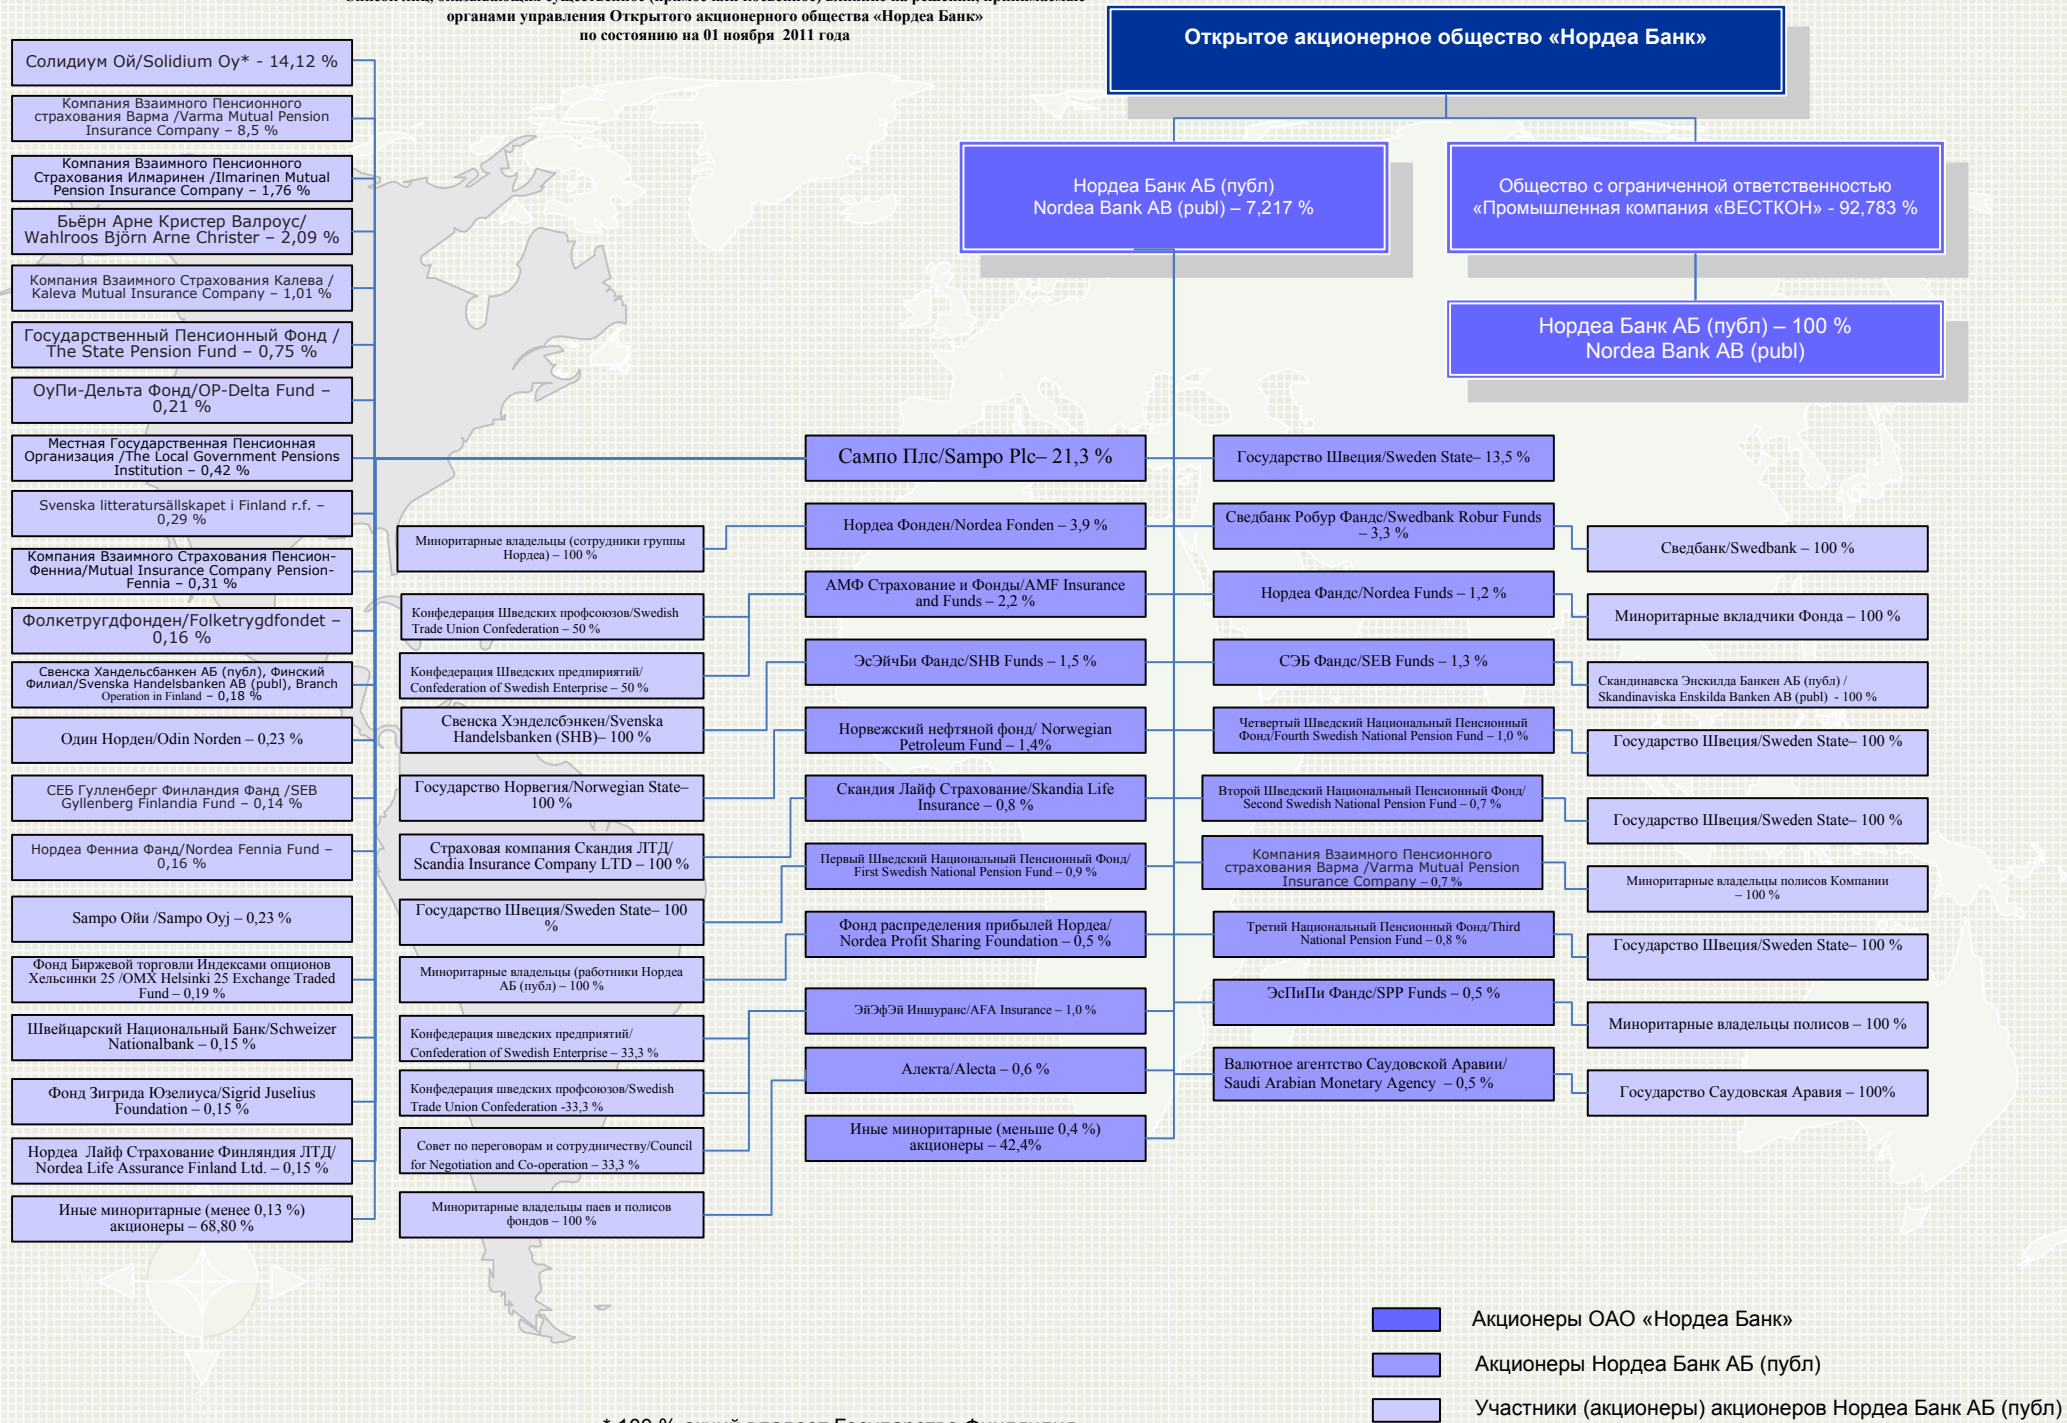 органами управления Открытого акционерного общества «Нордеа Банк»
по состоянию на 01 ноября 2011 года
Открытое акционерное общество «Нордеа Банк»
Нордеа Банк АБ (публ)
Nordea Bank AB (publ) – 7,217 %
Общество с ограниченной ответственностью
«Промышленная компания «ВЕСТКОН» - 92,783 %
Нордеа Банк АБ (публ) – 100 %
Nordea Bank AB (publ)
Солидиум Ой/Solidium Oy* - 14,12 %
Компания Взаимного Пенсионного
страхования Варма /Varma Mutual Pension
Insurance Company – 8,5 %
Компания Взаимного Пенсионного
Страхования Илмаринен /Ilmarinen Mutual
Pension Insurance Company – 1,76 %
Бьёрн Арне Кристер Валроус/
Wahlroos Björn Arne Christer – 2,09 %
Компания Взаимного Страхования Калева /
Kaleva Mutual Insurance Company – 1,01 %
Государственный Пенсионный Фонд /
The State Pension Fund – 0,75 %
ОуПи-Дельта Фонд/OP-Delta Fund –
0,21 %
Местная Государственная Пенсионная
Организация /The Local Government Pensions
Institution – 0,42 %
Svenska litteratursällskapet i Finland r.f. –
0,29 %
Компания Взаимного Страхования Пенсион-
Фенниа/Mutual Insurance Company Pension-
Fennia – 0,31 %
Фолкетругдфонден/Folketrygdfondet –
0,16 %
Свенска Хандельсбанкен АБ (публ), Финский
Филиал/Svenska Handelsbanken AB (publ), Branch
Operation in Finland – 0,18 %
Один Норден/Odin Norden – 0,23 %
СЕБ Гулленберг Финландия Фанд /SEB
Gyllenberg Finlandia Fund – 0,14 %
Нордеа Фенниа Фанд/Nordea Fennia Fund –
0,16 %
Sampo Ойи /Sampo Oyj – 0,23 %
Фонд Биржевой торговли Индексами опционов
Хельсинки 25 /OMX Helsinki 25 Exchange Traded
Fund – 0,19 %
Швейцарский Национальный Банк/Schweizer
Nationalbank – 0,15 %
Фонд Зигрида Юзелиуса/Sigrid Juselius
Foundation – 0,15 %
Нордеа Лайф Страхование Финляндия ЛТД/
Nordea Life Assurance Finland Ltd. – 0,15 %
Иные миноритарные (менее 0,13 %)
акционеры – 68,80 %
Миноритарные владельцы (сотрудники группы
Нордеа) – 100 %
Конфедерация Шведских профсоюзов/Swedish
Trade Union Confederation – 50 %
Конфедерация Шведских предприятий/
Confederation of Swedish Enterprise – 50 %
Свенска Хэнделсбэнкен/Svenska
Handelsbanken (SHB)– 100 %
Государство Норвегия/Norwegian State–
100 %
Страховая компания Скандия ЛТД/
Scandia Insurance Company LTD – 100 %
Государство Швеция/Sweden State– 100
%
Миноритарные владельцы (работники Нордеа
АБ (публ) – 100 %
Конфедерация шведских предприятий/
Confederation of Swedish Enterprise – 33,3 %
Конфедерация шведских профсоюзов/Swedish
Trade Union Confederation -33,3 %
Совет по переговорам и сотрудничеству/Council
for Negotiation and Co-operation – 33,3 %
Миноритарные владельцы паев и полисов
фондов – 100 %
Сампо Плс/Sampo Plc– 21,3 %
Нордеа Фонден/Nordea Fonden – 3,9 %
АМФ Страхование и Фонды/AMF Insurance
and Funds – 2,2 %
ЭсЭйчБи Фандс/SHB Funds – 1,5 %
Норвежский нефтяной фонд/ Norwegian
Petroleum Fund – 1,4%
Скандия Лайф Страхование/Skandia Life
Insurance – 0,8 %
Первый Шведский Национальный Пенсионный Фонд/
First Swedish National Pension Fund – 0,9 %
Фонд распределения прибылей Нордеа/
Nordea Profit Sharing Foundation – 0,5 %
ЭйЭфЭй Иншуранс/AFA Insurance – 1,0 %
Алекта/Alecta – 0,6 %
Иные миноритарные (меньше 0,4 %)
акционеры – 42,4%
Государство Швеция/Sweden State– 13,5 %
Сведбанк Робур Фандс/Swedbank Robur Funds
– 3,3 %
Нордеа Фандс/Nordea Funds – 1,2 %
СЭБ Фандс/SEB Funds – 1,3 %
Четвертый Шведский Национальный Пенсионный
Фонд/Fourth Swedish National Pension Fund – 1,0 %
Второй Шведский Национальный Пенсионный Фонд/
Second Swedish National Pension Fund – 0,7 %
Компания Взаимного Пенсионного
страхования Варма /Varma Mutual Pension
Insurance Company – 0,7 %
Третий Национальный Пенсионный Фонд/Third
National Pension Fund – 0,8 %
ЭсПиПи Фандс/SPP Funds – 0,5 %
Валютное агентство Саудовской Аравии/
Saudi Arabian Monetary Agency – 0,5 %
Сведбанк/Swedbank – 100 %
Миноритарные вкладчики Фонда – 100 %
Скандинавска Энскилда Банкен АБ (публ) /
Skandinaviska Enskilda Banken AB (publ) - 100 %
Государство Швеция/Sweden State– 100 %
Государство Швеция/Sweden State– 100 %
Миноритарные владельцы полисов Компании
– 100 %
Государство Швеция/Sweden State– 100 %
Миноритарные владельцы полисов – 100 %
Государство Саудовская Аравия – 100%
Акционеры ОАО «Нордеа Банк»
Акционеры Нордеа Банк АБ (публ)
Участники (акционеры) акционеров Нордеа Банк АБ (публ)